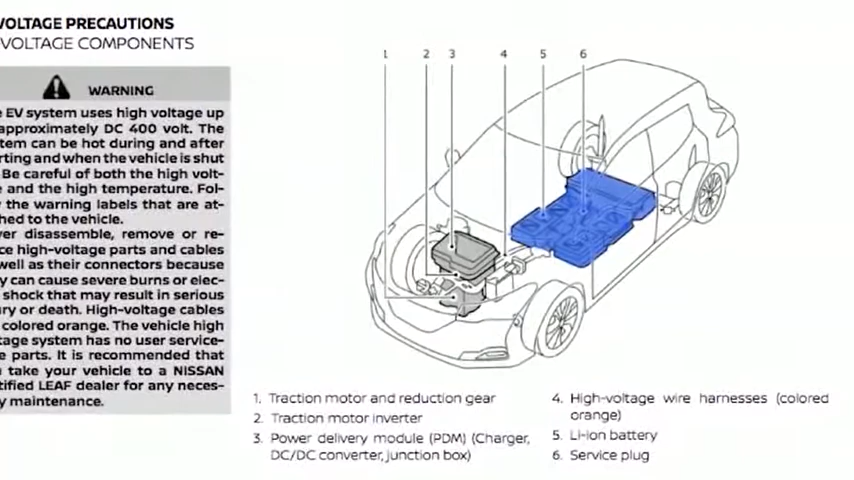 VOLTAGE PRECAUTIONS
VOLTAGE COMPONENTS
WARNING
EV system uses high voltage up
approximately DC 400 volt. The
tem can be hot during and after
rting and when the vehicle is shut
Be careful of both the high volt-
and the high temperature. Fol-
the warning labels that are at-
hed to the vehicle.
er disassemble, remove or re-
ce high-voltage parts and cables
well as their connectors because
y can cause severe burns or elec-
shock that may result in serious
ury or death. High-voltage cables
colored orange. The vehicle high
tage system has no user service-
e parts. It is recommended that
take your vehicle to a NISSAN
tified LEAF dealer for any neces-
y maintenance.
1 2 3 4 5 6
1. Traction motor and reduction gear
2. Traction motor inverter
3. Power delivery module (PDM) (Charger,
DC/DC converter, junction box)
4. High-voltage wire harnesses (colored
orange)
5. Li-ion battery
6. Service plug